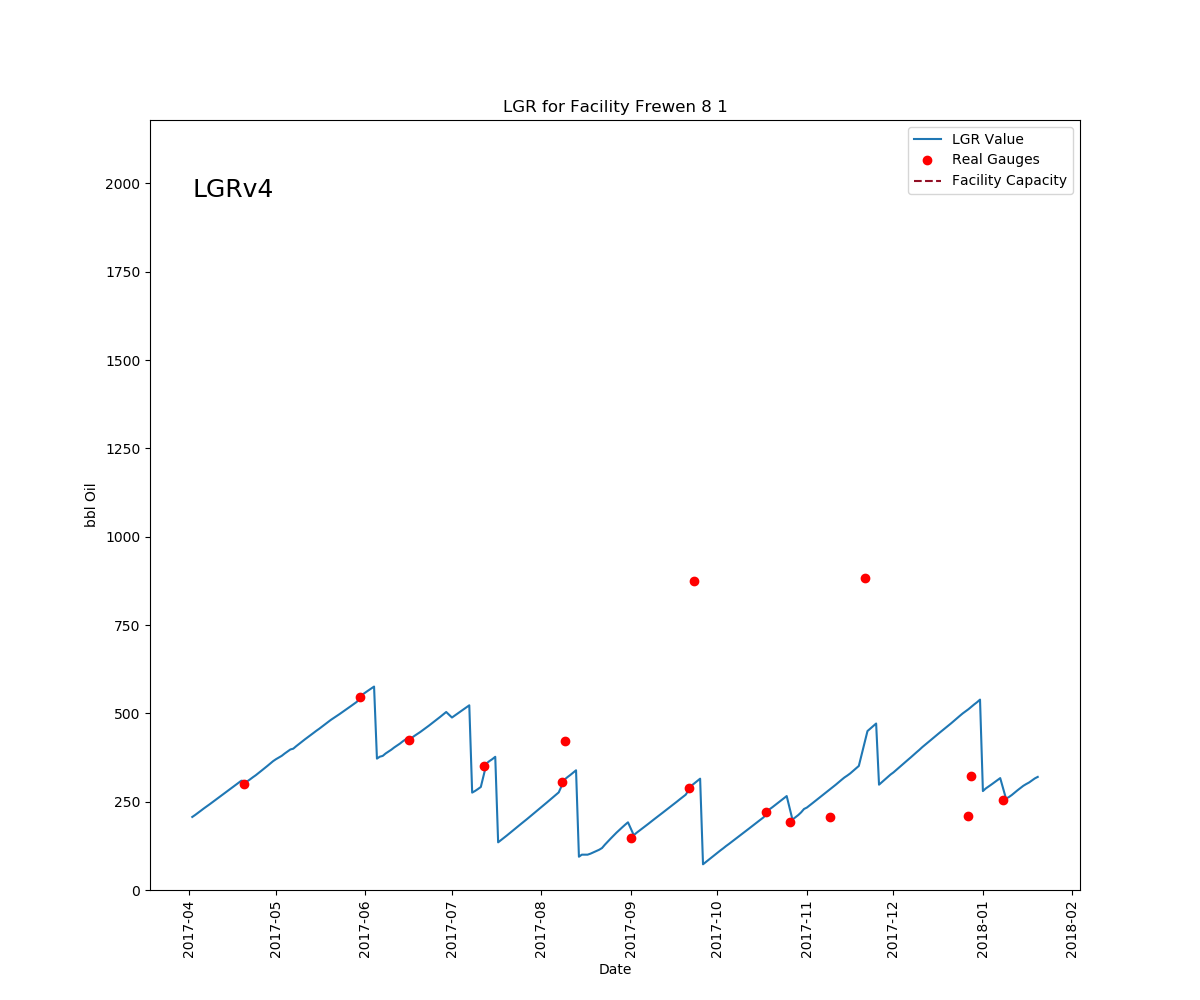 LGR for Facility Frewen 8 1
LGRv4
LGR Value
Real Gauges
Facility Capacity
bbl Oil
2000
1750
1500
1250
1000
750
500
250
0
2017-04
2017-05
2017-06
2017-07
2017-08
2017-09
2017-10
2017-11
2017-12
2018-01
2018-02
Date